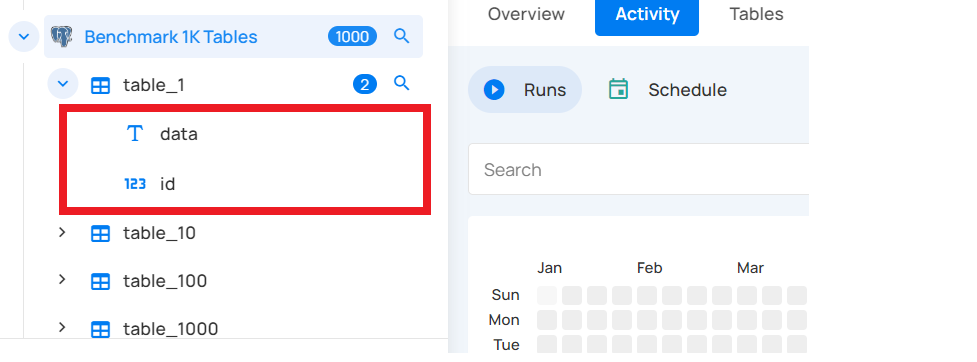 Benchmark 1K Tables 1000
table_1 2
data
123 id
table_10
table_100
table_1000
Overview Activity Tables
Runs Schedule
Search
Jan Feb Mar
Sun
Mon
Tue